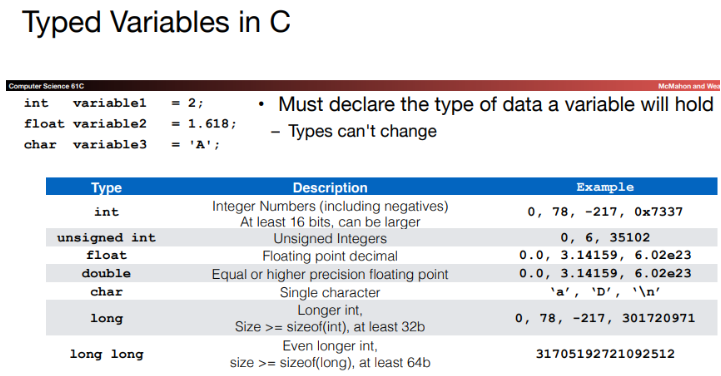 Typed Variables in C
Computer Science 61C
McMahon and Wea
int variable1 = 2;
float variable2 = 1.618;
char variable3 = 'A';
• Must declare the type of data a variable will hold
– Types can't change
Type Description Example
int Integer Numbers (including negatives)
At least 16 bits, can be larger 0, 78, -217, 0x7337
unsigned int Unsigned Integers 0, 6, 35102
float Floating point decimal 0.0, 3.14159, 6.02e23
double Equal or higher precision floating point 0.0, 3.14159, 6.02e23
char Single character ‘a’, ‘D’, ‘\n’
long Longer int,
Size >= sizeof(int), at least 32b 0, 78, -217, 301720971
long long Even longer int,
size >= sizeof(long), at least 64b 31705192721092512